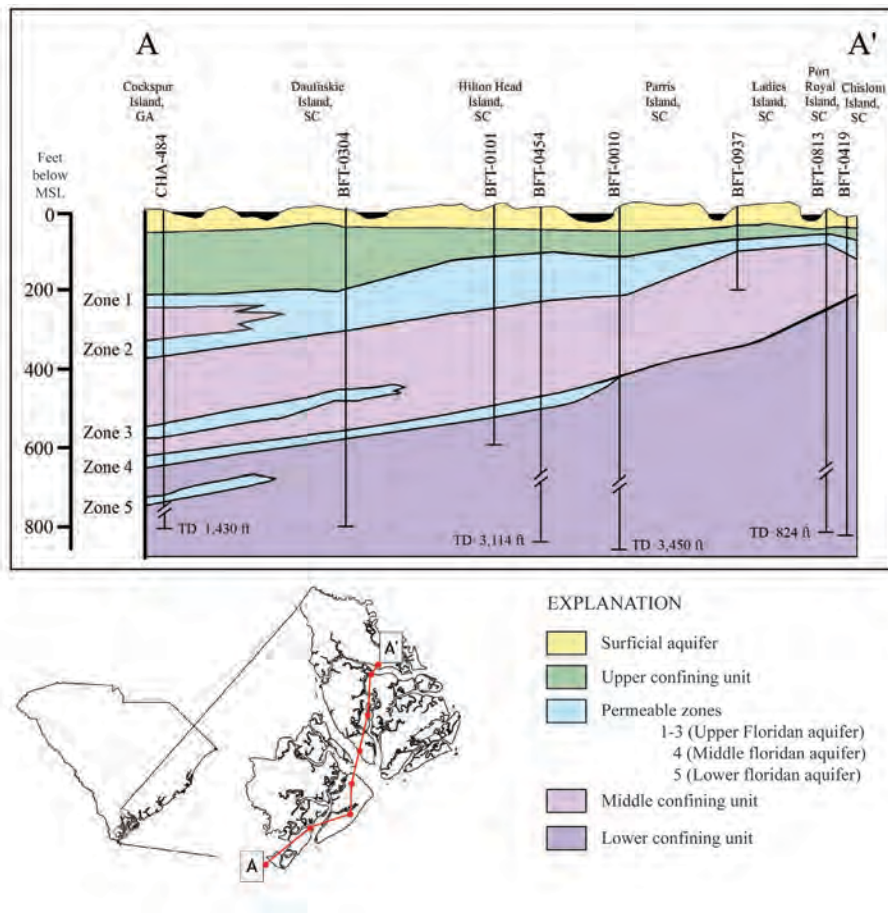 A
A'
Cockspur
Island,
GA
Daufuskie
Island,
SC
Hilton Head
Island,
SC
Parris
Island,
SC
Ladies
Island,
SC
Port
Royal
Island,
SC
Chislom
Island,
SC
CHA-484
BFT-0304
BFT-0101
BFT-0454
BFT-0010
BFT-0937
BFT-0813
BFT-0419
Feet
below
MSL
0
200
400
600
800
Zone 1
Zone 2
Zone 3
Zone 4
Zone 5
TD 1,430 ft
TD 3,114 ft
TD 3,450 ft
TD 824 ft
A'
A
EXPLANATION
Surficial aquifer
Upper confining unit
Permeable zones
1-3 (Upper Floridan aquifer)
4 (Middle floridan aquifer)
5 (Lower floridan aquifer)
Middle confining unit
Lower confining unit